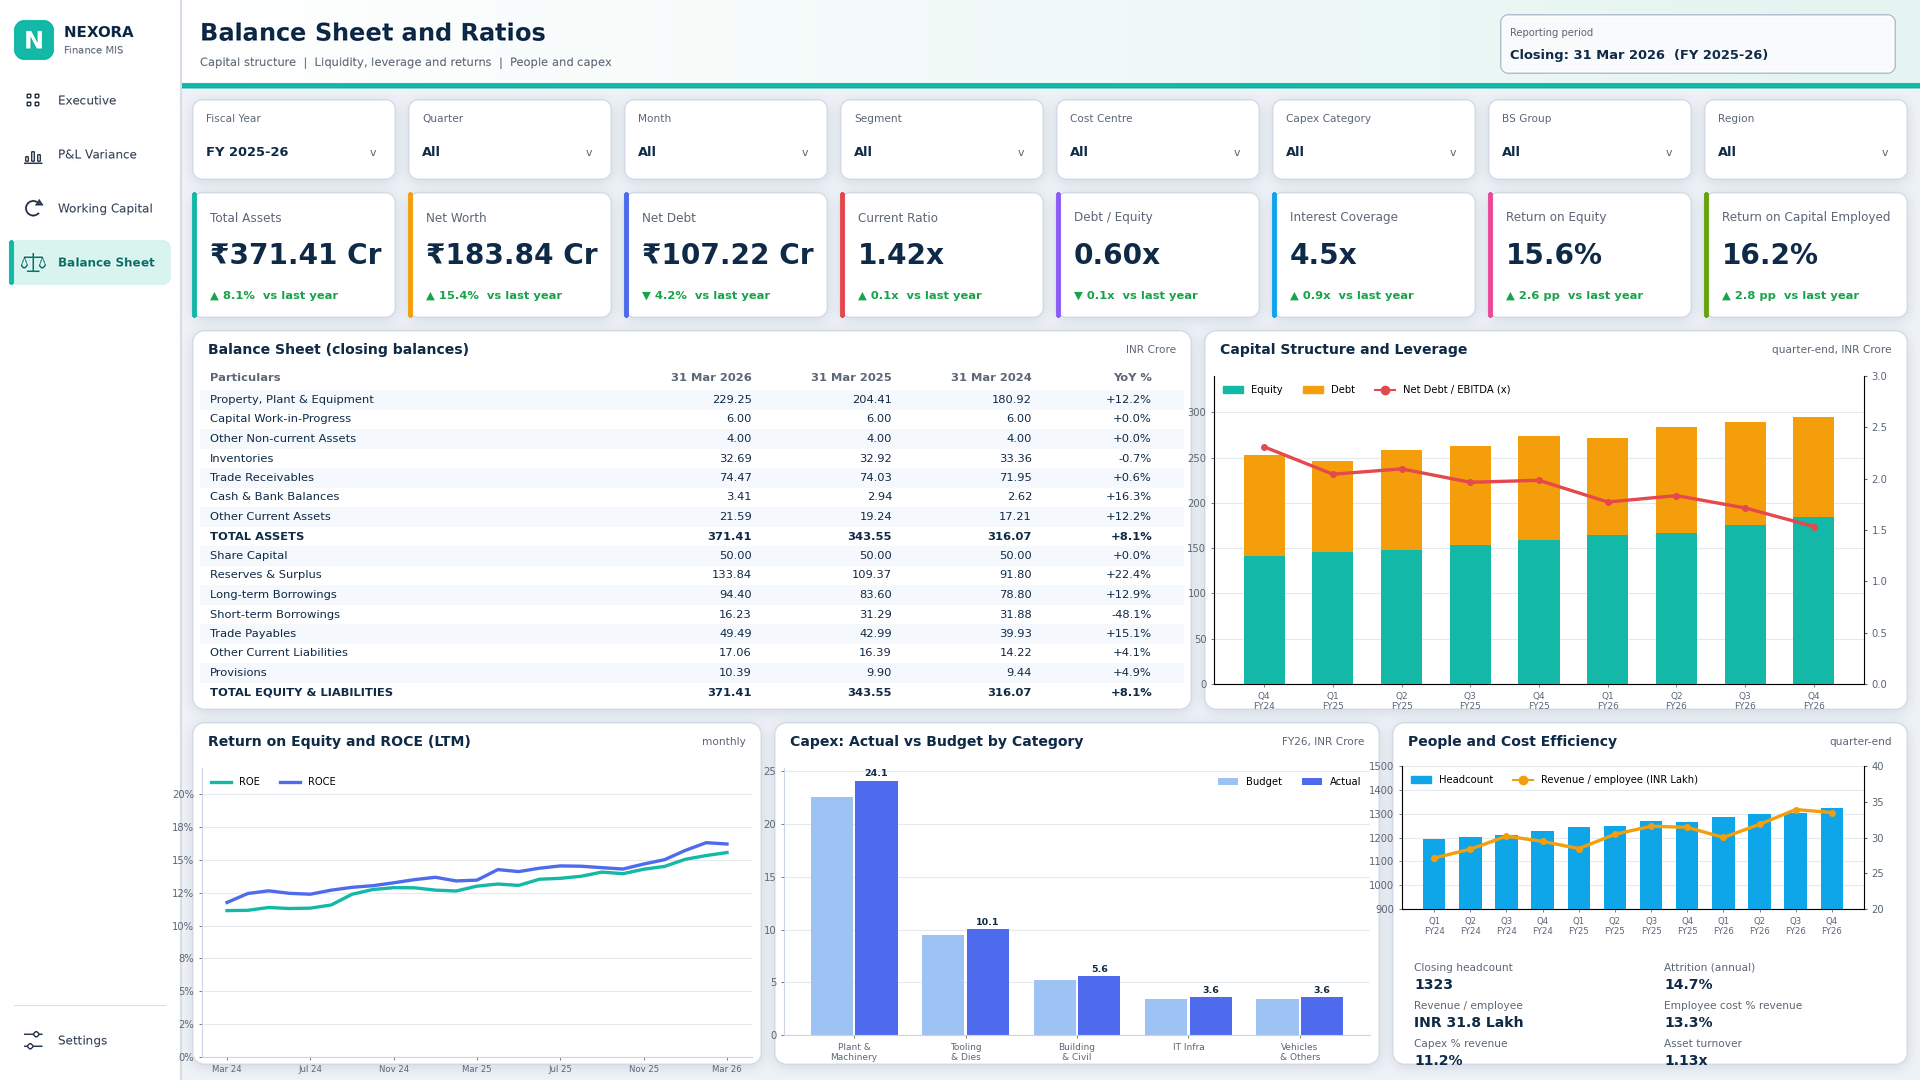 N
NEXORA
Finance MIS
Executive
P&L Variance
Working Capital
Balance Sheet
Settings
Balance Sheet and Ratios
Capital structure | Liquidity, leverage and returns | People and capex
Reporting period
Closing: 31 Mar 2026 (FY 2025-26)
Fiscal Year
FY 2025-26 v
Quarter
All v
Month
All v
Segment
All v
Cost Centre
All v
Capex Category
All v
BS Group
All v
Region
All v
Total Assets
₹371.41 Cr
▲ 8.1% vs last year
Net Worth
₹183.84 Cr
▲ 15.4% vs last year
Net Debt
₹107.22 Cr
▼ 4.2% vs last year
Current Ratio
1.42x
▲ 0.1x vs last year
Debt / Equity
0.60x
▼ 0.1x vs last year
Interest Coverage
4.5x
▲ 0.9x vs last year
Return on Equity
15.6%
▲ 2.6 pp vs last year
Return on Capital Employed
16.2%
▲ 2.8 pp vs last year
Balance Sheet (closing balances) INR Crore
Particulars 31 Mar 2026 31 Mar 2025 31 Mar 2024 YoY %
Property, Plant & Equipment 229.25 204.41 180.92 +12.2%
Capital Work-in-Progress 6.00 6.00 6.00 +0.0%
Other Non-current Assets 4.00 4.00 4.00 +0.0%
Inventories 32.69 32.92 33.36 -0.7%
Trade Receivables 74.47 74.03 71.95 +0.6%
Cash & Bank Balances 3.41 2.94 2.62 +16.3%
Other Current Assets 21.59 19.24 17.21 +12.2%
TOTAL ASSETS 371.41 343.55 316.07 +8.1%
Share Capital 50.00 50.00 50.00 +0.0%
Reserves & Surplus 133.84 109.37 91.80 +22.4%
Long-term Borrowings 94.40 83.60 78.80 +12.9%
Short-term Borrowings 16.23 31.29 31.88 -48.1%
Trade Payables 49.49 42.99 39.93 +15.1%
Other Current Liabilities 17.06 16.39 14.22 +4.1%
Provisions 10.39 9.90 9.44 +4.9%
TOTAL EQUITY & LIABILITIES 371.41 343.55 316.07 +8.1%
Capital Structure and Leverage quarter-end, INR Crore
Equity Debt Net Debt / EBITDA (x)
300
250
200
150
100
50
0
3.0
2.5
2.0
1.5
1.0
0.5
0.0
Q4 Q1 Q2 Q3 Q4 Q1 Q2 Q3 Q4
FY24 FY25 FY25 FY25 FY25 FY26 FY26 FY26 FY26
Return on Equity and ROCE (LTM) monthly
ROE ROCE
20%
18%
15%
12%
10%
8%
5%
2%
0%
Mar 24 Jul 24 Nov 24 Mar 25 Jul 25 Nov 25 Mar 26
Capex: Actual vs Budget by Category FY26, INR Crore
Budget Actual
25
20
15
10
5
0
24.1
10.1
5.6
3.6
3.6
Plant & Tooling Building IT Infra Vehicles
Machinery & Dies & Civil & Others
People and Cost Efficiency quarter-end
Headcount Revenue / employee (INR Lakh)
1500
1400
1300
1200
1100
1000
900
40
35
30
25
20
Q1 Q2 Q3 Q4 Q1 Q2 Q3 Q4 Q1 Q2 Q3 Q4
FY24 FY24 FY24 FY24 FY25 FY25 FY25 FY25 FY26 FY26 FY26 FY26
Closing headcount Attrition (annual)
1323 14.7%
Revenue / employee Employee cost % revenue
INR 31.8 Lakh 13.3%
Capex % revenue Asset turnover
11.2% 1.13x